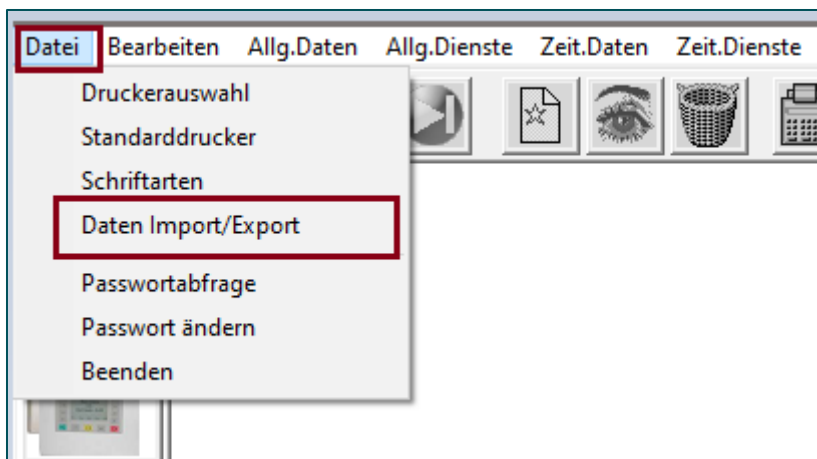 Datei Bearbeiten Allg.Daten Allg.Dienste Zeit.Daten Zeit.Dienste
Druckerauswahl
Standarddrucker
Schriftarten
Daten Import/Export
Passwortabfrage
Passwort ändern
Beenden